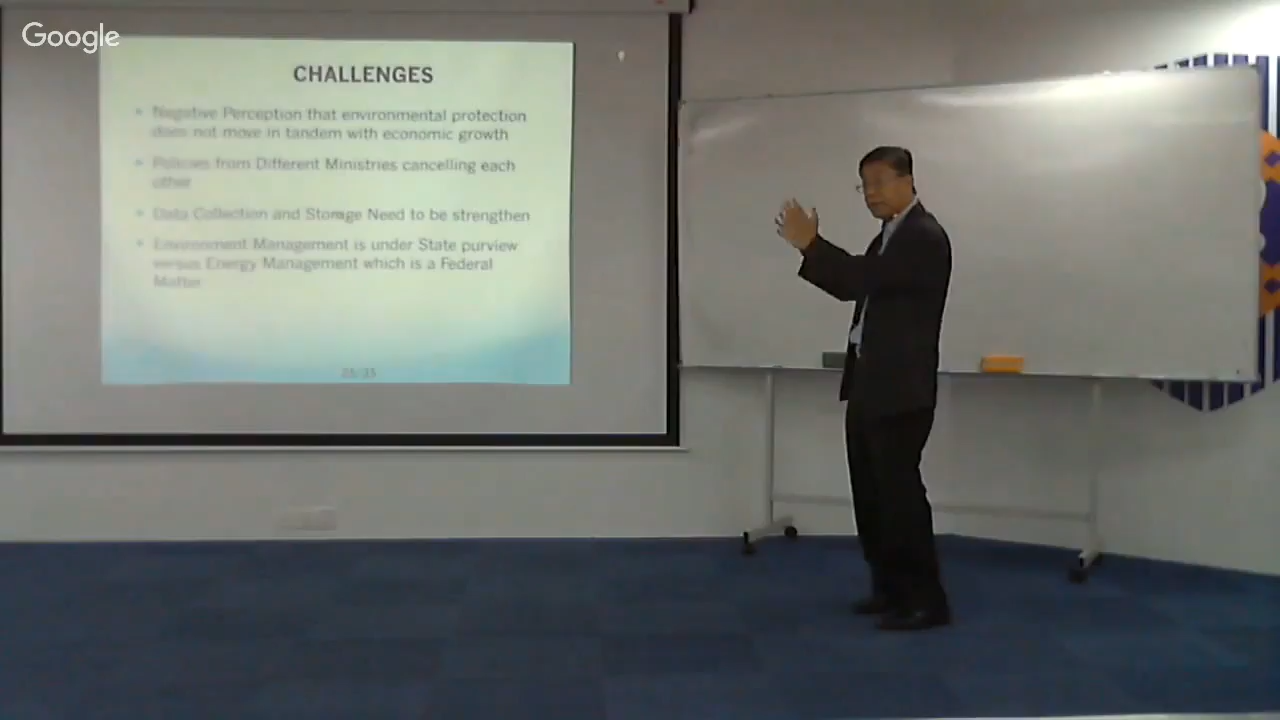 Google
CHALLENGES
Negative Perception that environmental protection
does not move in tandem with economic growth
Policies from Different Ministries cancelling each
other
Data Collection and Storage Need to be strengthen
Environment Management is under State purview
versus Energy Management which is a Federal
Matter